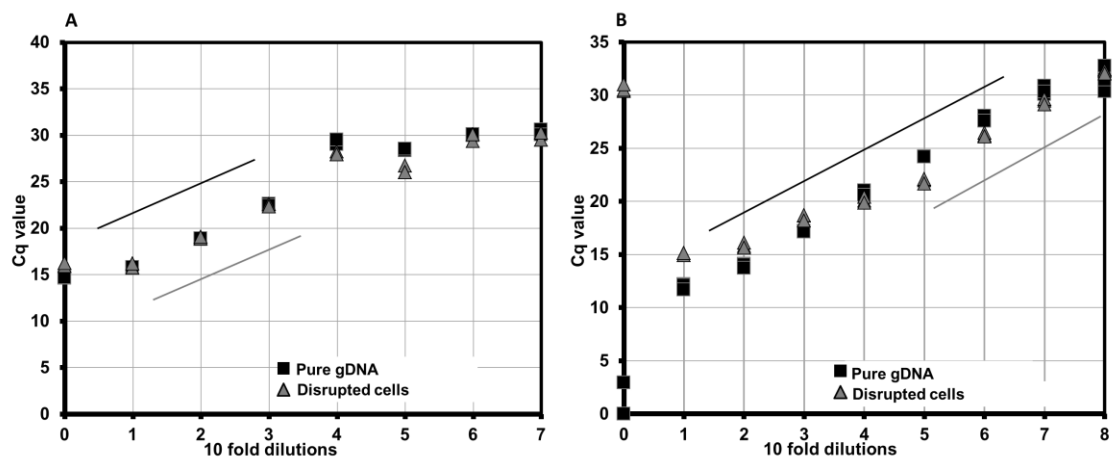 A
40
35
30
25
20
15
10
5
0
Cq value
Pure gDNA
Disrupted cells
0 1 2 3 4 5 6 7
10 fold dilutions
B
35
30
25
20
15
10
5
0
Cq value
Pure gDNA
Disrupted cells
0 1 2 3 4 5 6 7 8
10 fold dilutions